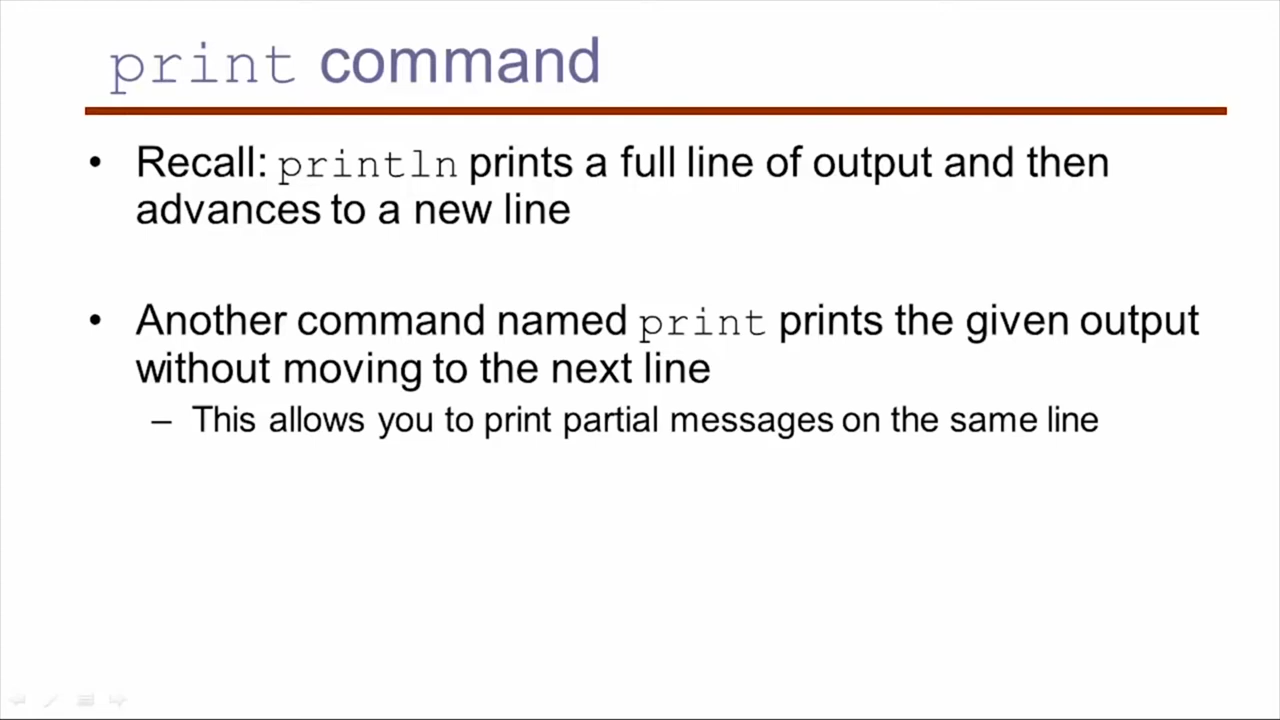 print command
• Recall: println prints a full line of output and then
advances to a new line
• Another command named print prints the given output
without moving to the next line
– This allows you to print partial messages on the same line